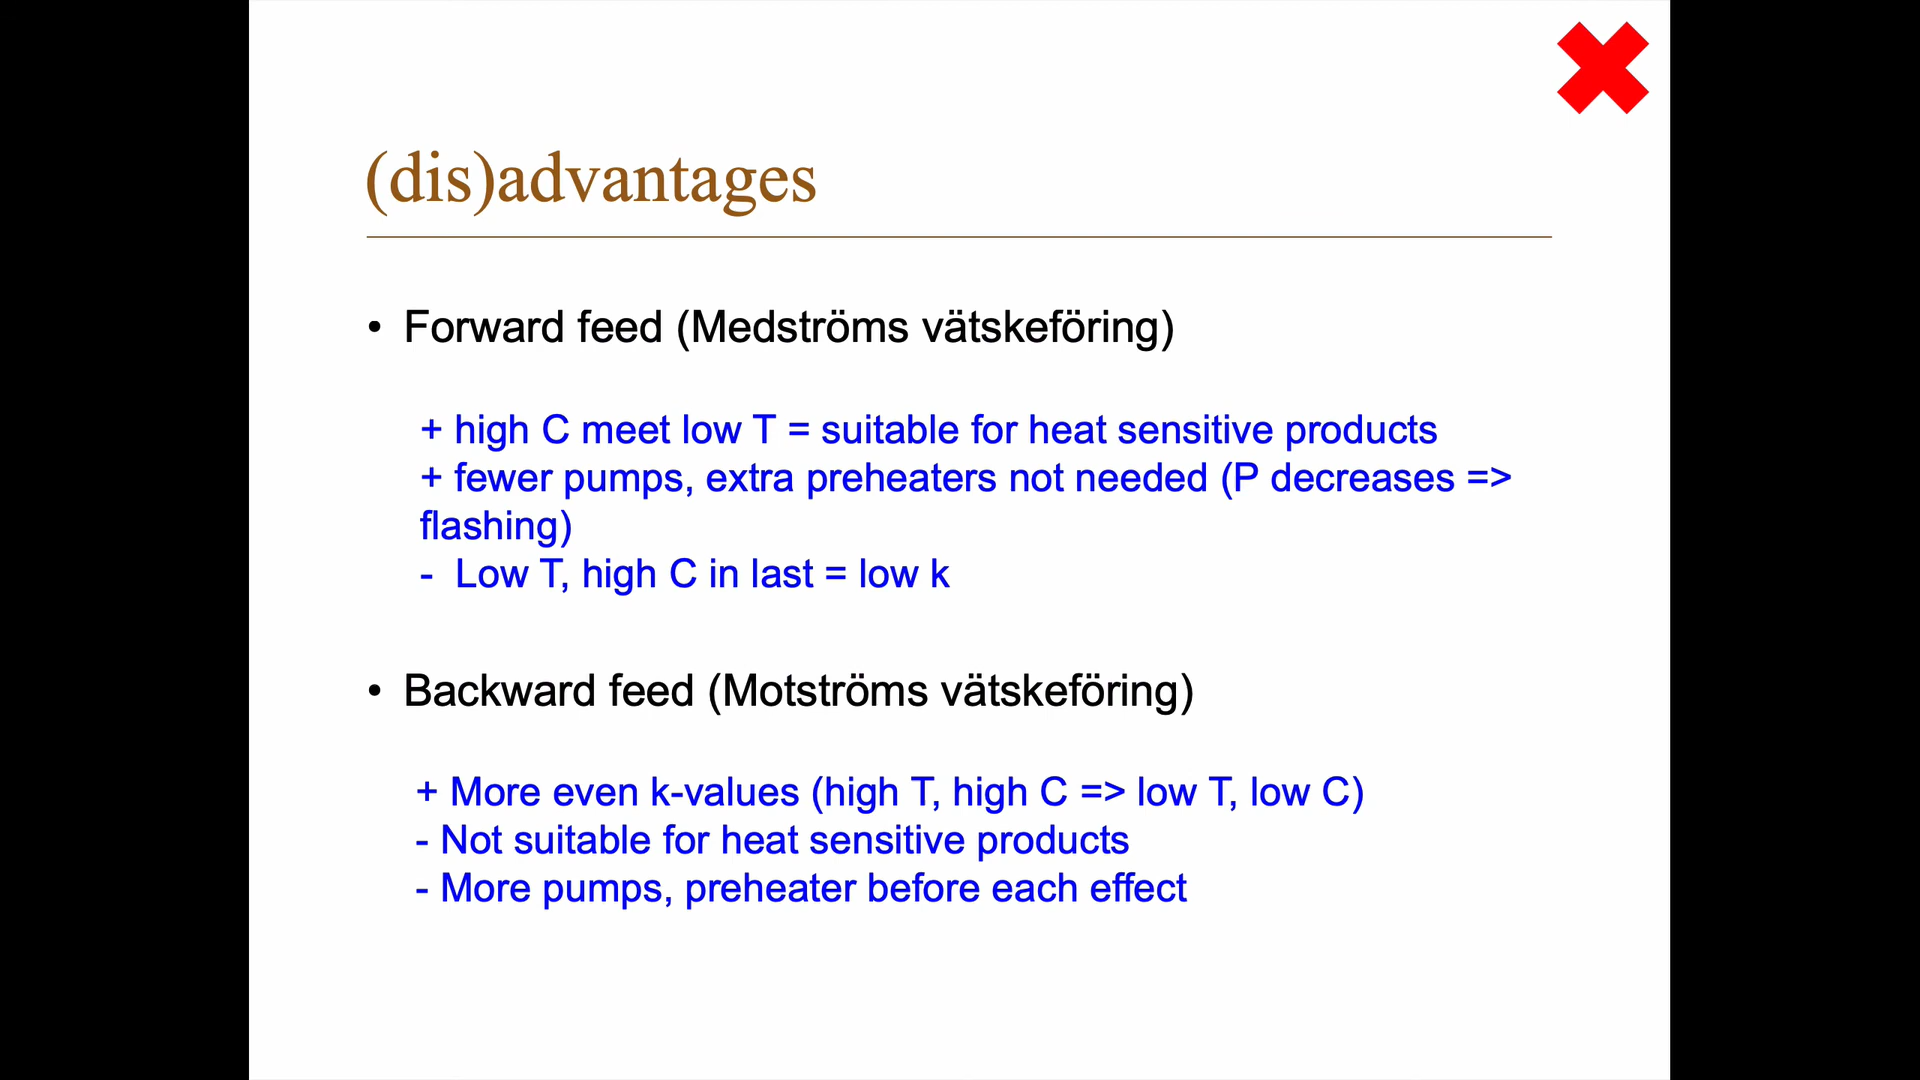 (dis)advantages
• Forward feed (Medströms vätskeföring)
+ high C meet low T = suitable for heat sensitive products
+ fewer pumps, extra preheaters not needed (P decreases =>
flashing)
- Low T, high C in last = low k
• Backward feed (Motströms vätskeföring)
+ More even k-values (high T, high C => low T, low C)
- Not suitable for heat sensitive products
- More pumps, preheater before each effect